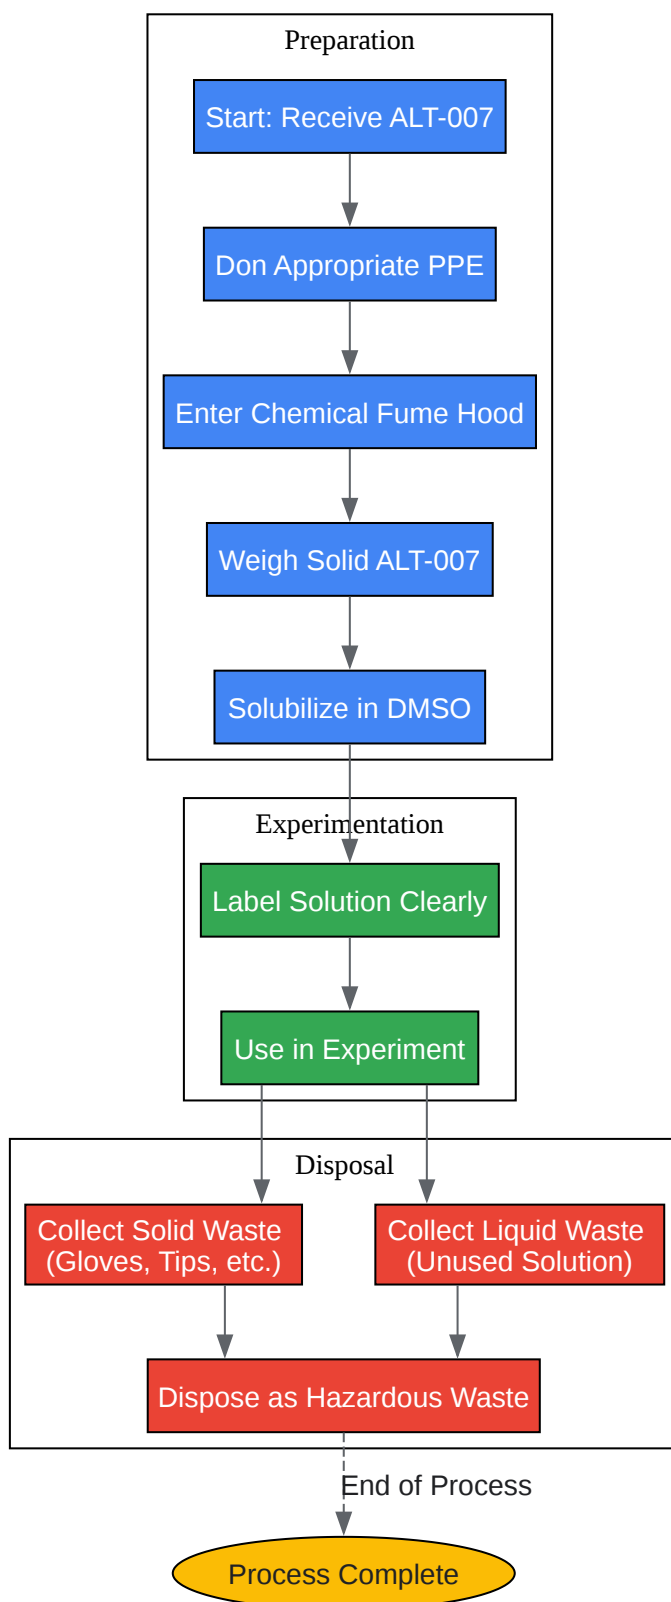 Preparation
Start: Receive ALT-007
Don Appropriate PPE
Enter Chemical Fume Hood
Weigh Solid ALT-007
Solubilize in DMSO
Experimentation
Label Solution Clearly
Use in Experiment
Disposal
Collect Solid Waste
(Gloves, Tips, etc.)
Collect Liquid Waste
(Unused Solution)
Dispose as Hazardous Waste
End of Process
Process Complete